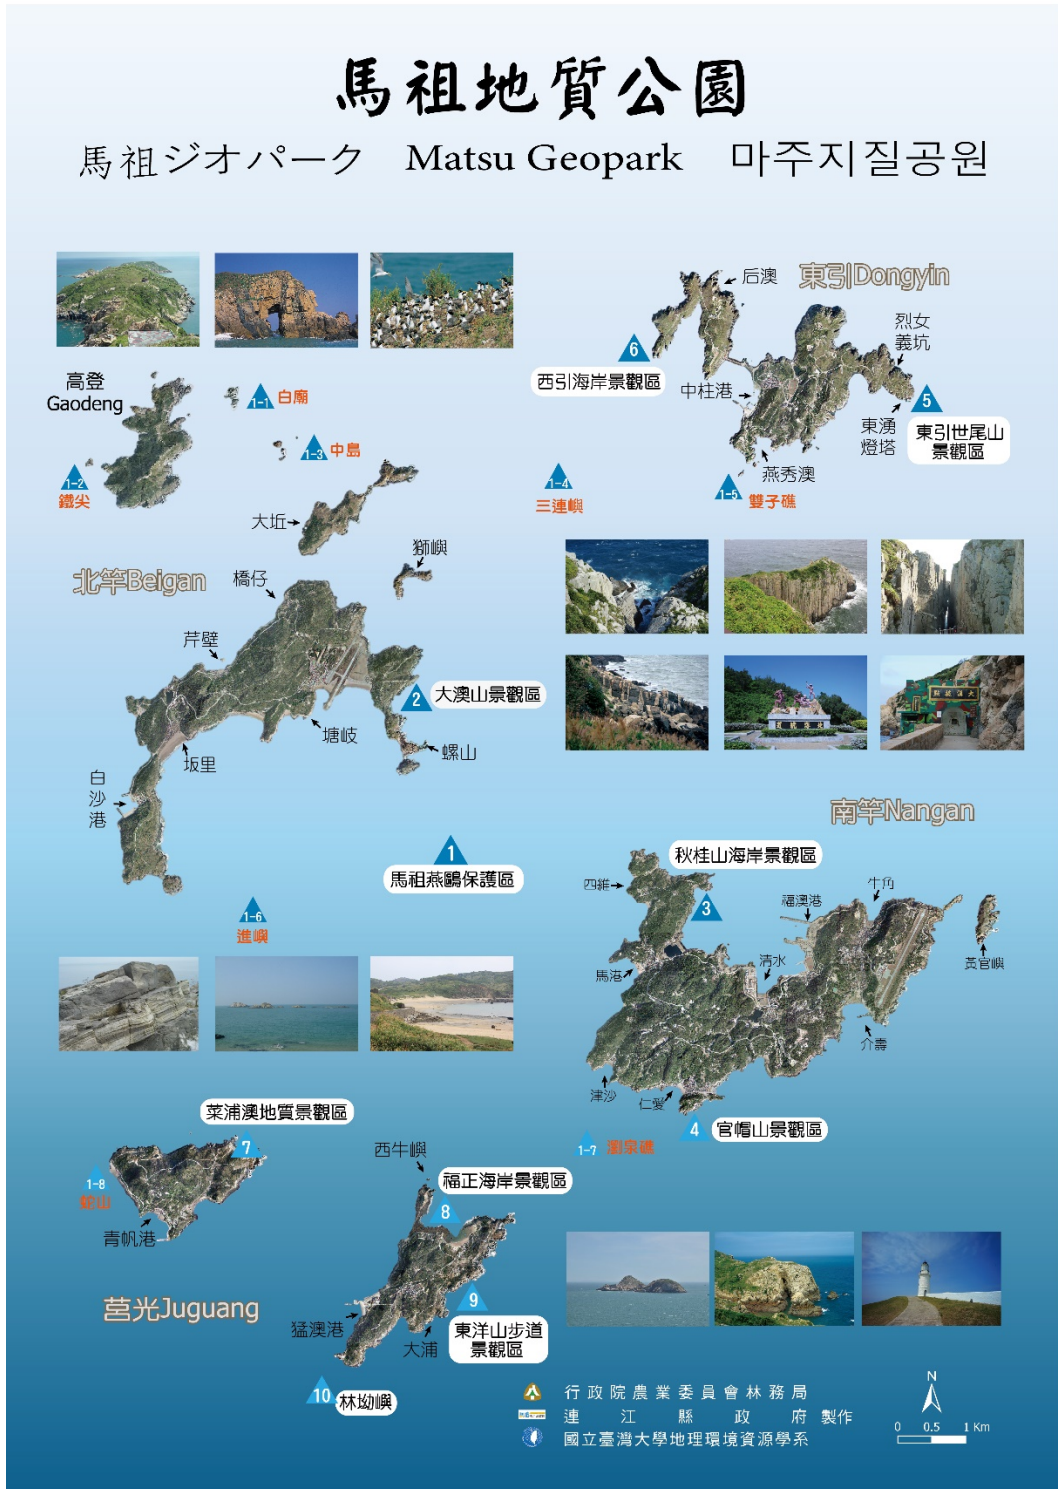 馬祖地質公園
馬祖ジオパーク Matsu Geopark 마주지질공원
東引Dongyin
后澳
烈女
義坑
6
西引海岸景觀區
中柱港
5
東湧
燈塔
東引世尾山
景觀區
燕秀澳
1-4
三連嶼
1-5
雙子礁
高登
Gaodeng
1-1
白廟
1-3
中島
1-2
鐵尖
大坵
獅嶼
北竿Beigan
橋仔
芹壁
2
大澳山景觀區
塘岐
螺山
坂里
白
沙
港
1
馬祖燕鷗保護區
1-6
進嶼
南竿Nangan
秋桂山海岸景觀區
四維
3
福澳港
牛角
馬港
清水
黃官嶼
介壽
津沙
仁愛
4
官帽山景觀區
1-7
瀏泉礁
菜浦澳地質景觀區
7
1-8
蛇山
青帆港
莒光Juguang
西牛嶼
福正海岸景觀區
8
9
東洋山步道
景觀區
猛澳港
大浦
10
林坳嶼
行政院農業委員會林務局
連江縣政府 製作
國立臺灣大學地理環境資源學系
N
0 0.5 1 Km